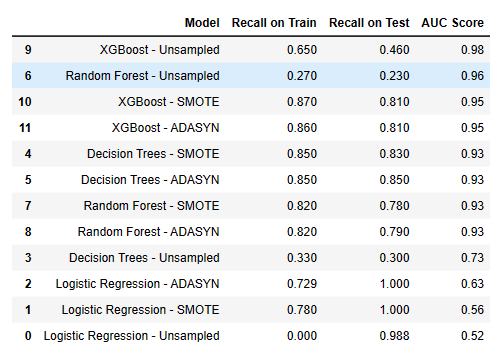 Model Recall on Train Recall on Test AUC Score
9 XGBoost - Unsampled 0.650 0.460 0.98
6 Random Forest - Unsampled 0.270 0.230 0.96
10 XGBoost - SMOTE 0.870 0.810 0.95
11 XGBoost - ADASYN 0.860 0.810 0.95
4 Decision Trees - SMOTE 0.850 0.830 0.93
5 Decision Trees - ADASYN 0.850 0.850 0.93
7 Random Forest - SMOTE 0.820 0.780 0.93
8 Random Forest - ADASYN 0.820 0.790 0.93
3 Decision Trees - Unsampled 0.330 0.300 0.73
2 Logistic Regression - ADASYN 0.729 1.000 0.63
1 Logistic Regression - SMOTE 0.780 1.000 0.56
0 Logistic Regression - Unsampled 0.000 0.988 0.52